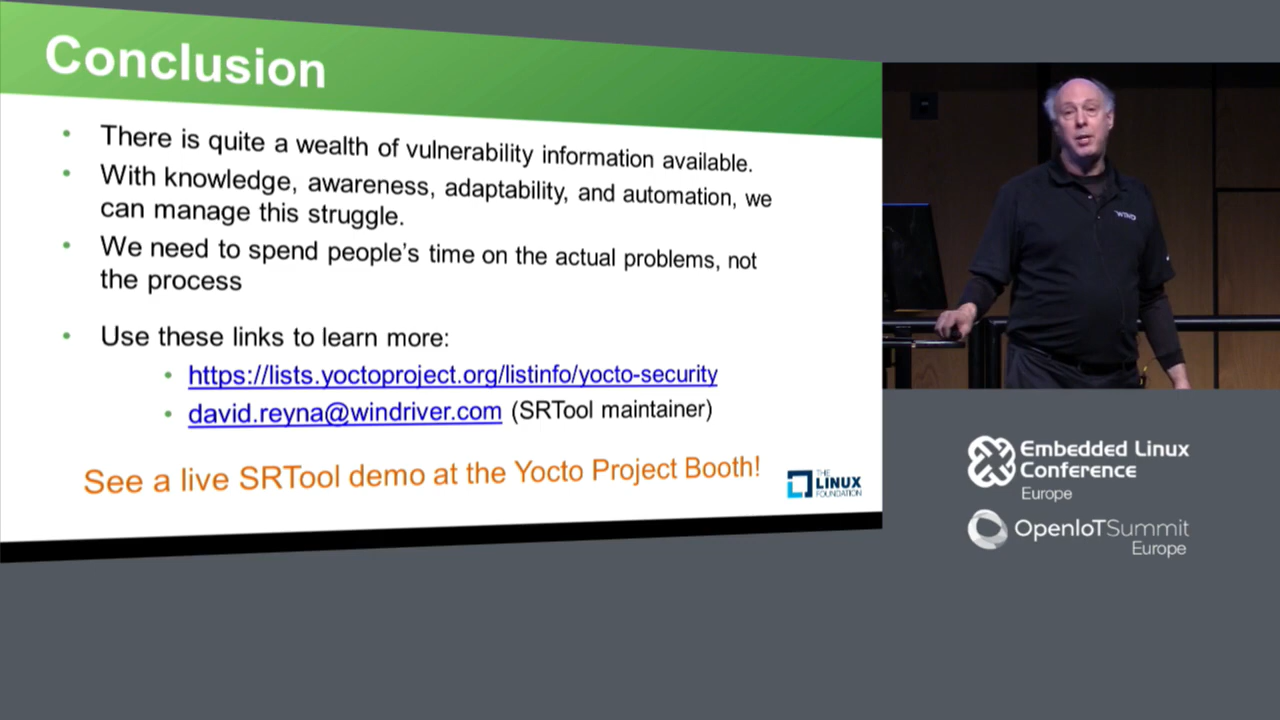 Conclusion
There is quite a wealth of vulnerability information available.
With knowledge, awareness, adaptability, and automation, we
can manage this struggle.
We need to spend people’s time on the actual problems, not
the process
Use these links to learn more:
https://lists.yoctoproject.org/listinfo/yocto-security
david.reyna@windriver.com (SRTool maintainer)
See a live SRTool demo at the Yocto Project Booth!
THE
LINUX
FOUNDATION
WIND
Embedded Linux
Conference
Europe
OpenIoTSummit
Europe